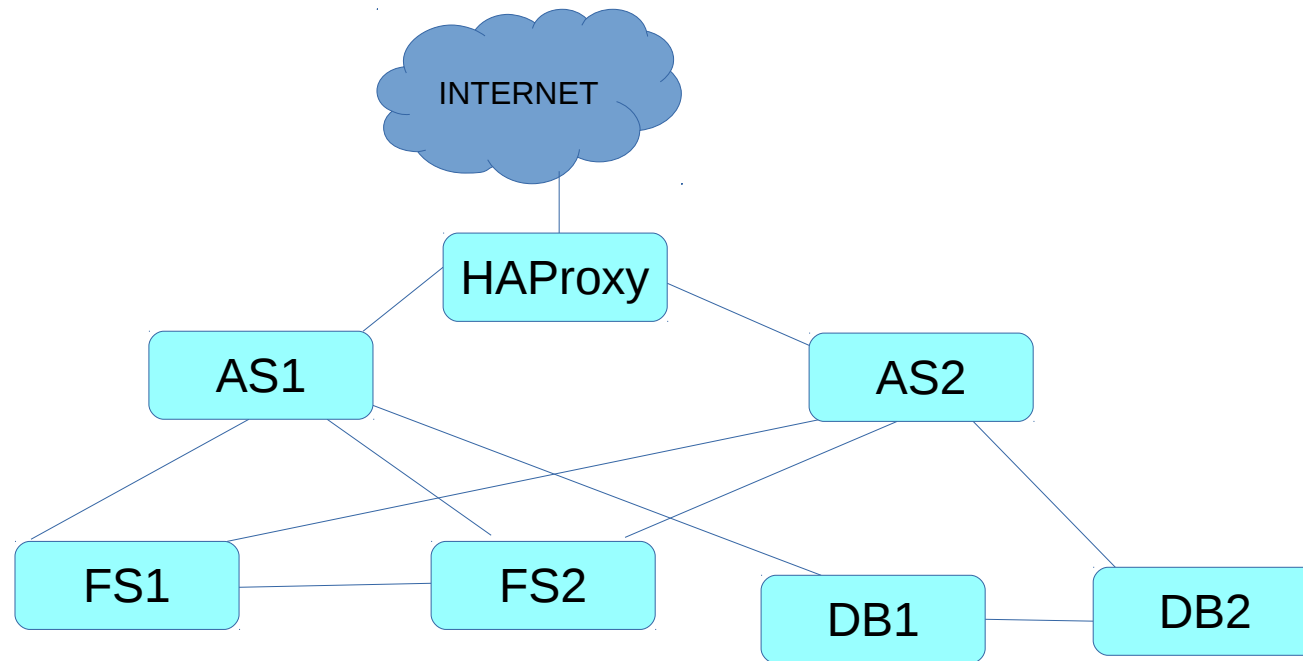 INTERNET
HAProxy
AS1
AS2
FS1
FS2
DB1
DB2